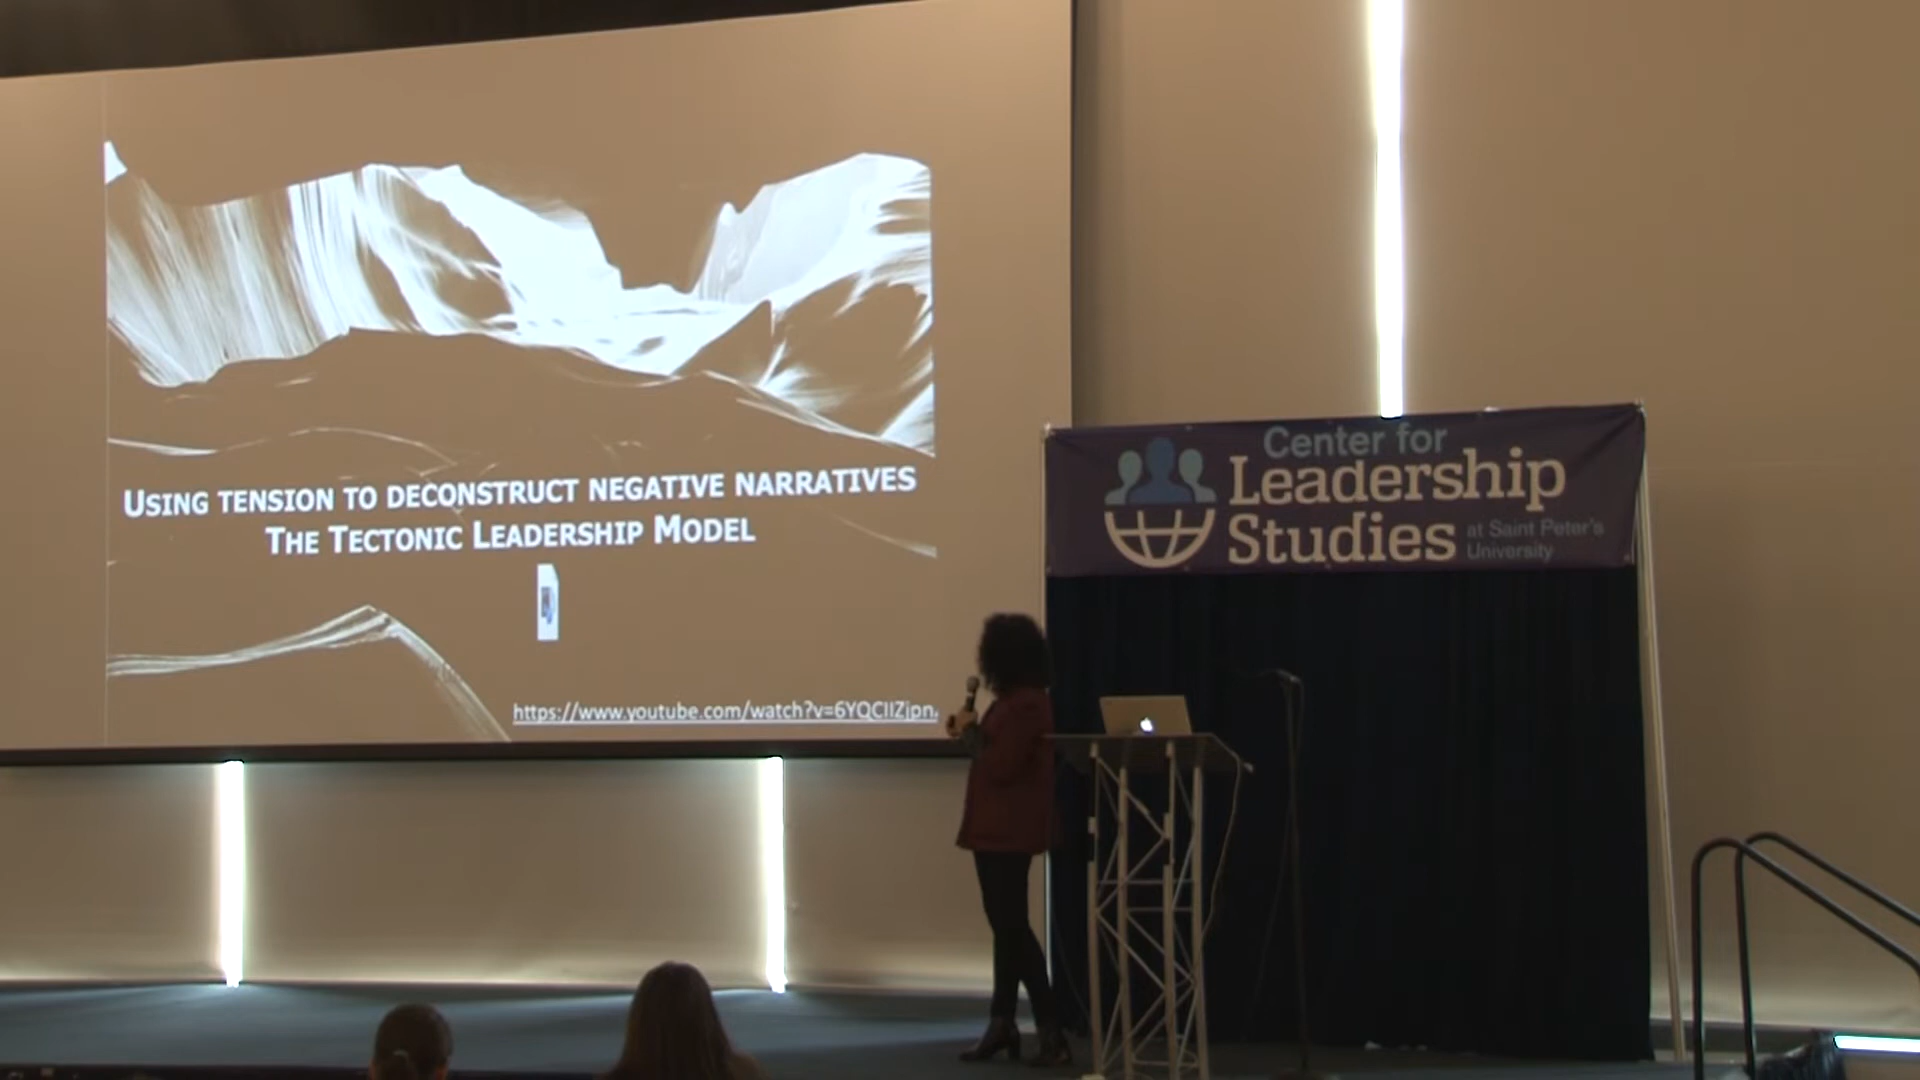 USING TENSION TO DECONSTRUCT NEGATIVE NARRATIVES
THE TECTONIC LEADERSHIP MODEL
https://www.youtube.com/watch?v=6YQCIIZjpn
Center for
Leadership
Studies
at Saint Peter's
University